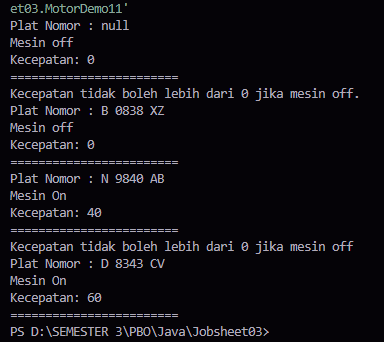 et03.MotorDemo11'
Plat Nomor : null
Mesin off
Kecepatan: 0
========================
Kecepatan tidak boleh lebih dari 0 jika mesin off.
Plat Nomor : B 0838 XZ
Mesin off
Kecepatan: 0
========================
Plat Nomor : N 9840 AB
Mesin On
Kecepatan: 40
========================
Kecepatan tidak boleh lebih dari 0 jika mesin off
Plat Nomor : D 8343 CV
Mesin On
Kecepatan: 60
========================
PS D:\SEMESTER 3\PBO\Java\Jobsheet03>